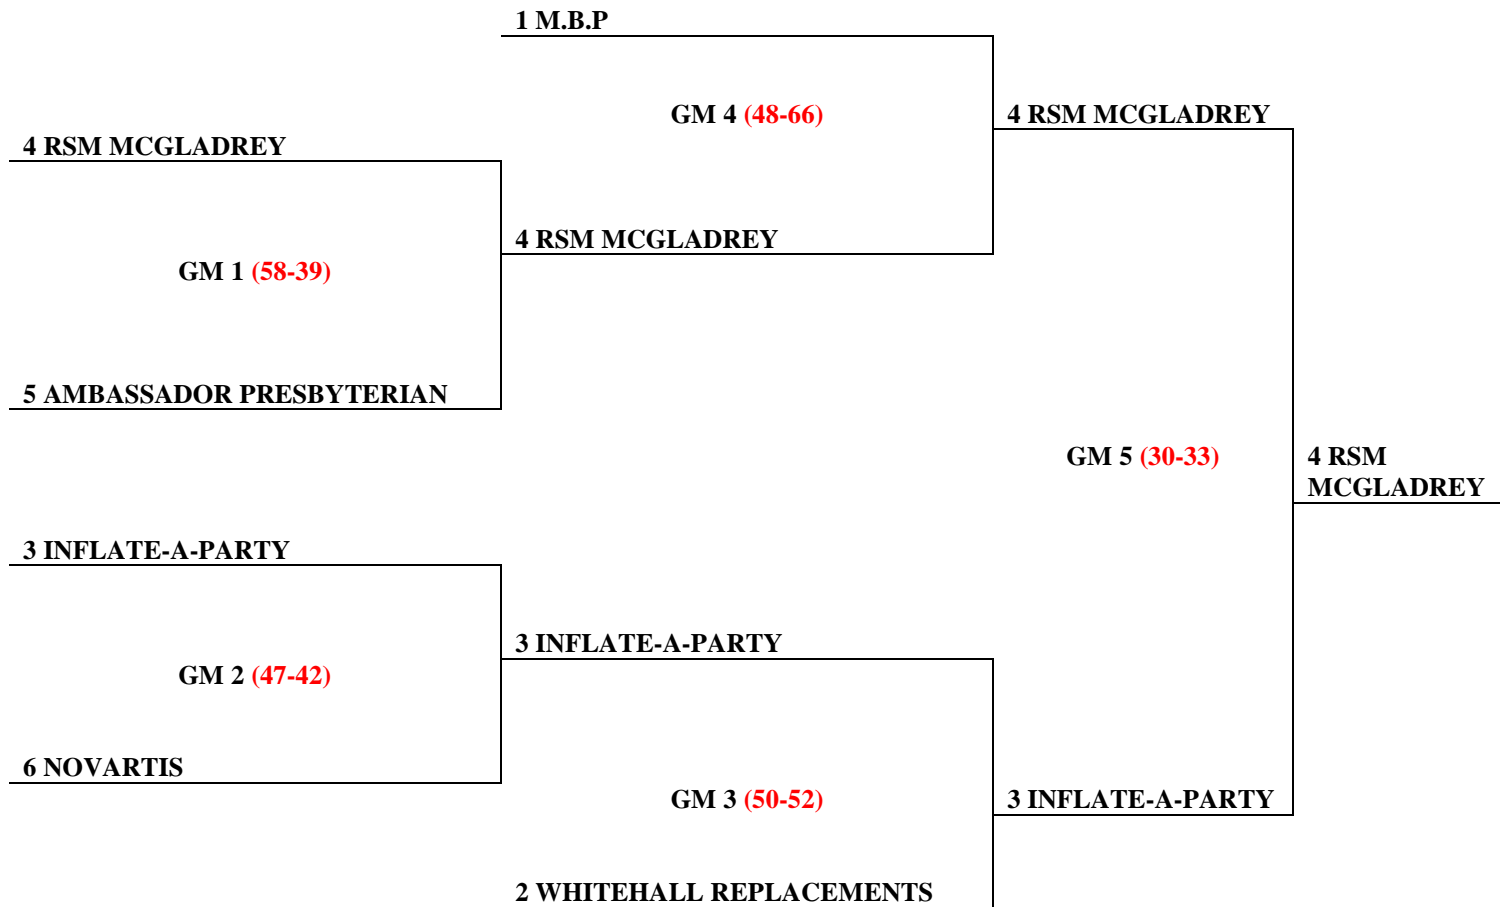 1 M.B.P
GM 4 (48-66)
4 RSM MCGLADREY
4 RSM MCGLADREY
4 RSM MCGLADREY
GM 1 (58-39)
5 AMBASSADOR PRESBYTERIAN
GM 5 (30-33)
4 RSM
MCGLADREY
3 INFLATE-A-PARTY
3 INFLATE-A-PARTY
GM 2 (47-42)
6 NOVARTIS
GM 3 (50-52)
3 INFLATE-A-PARTY
2 WHITEHALL REPLACEMENTS